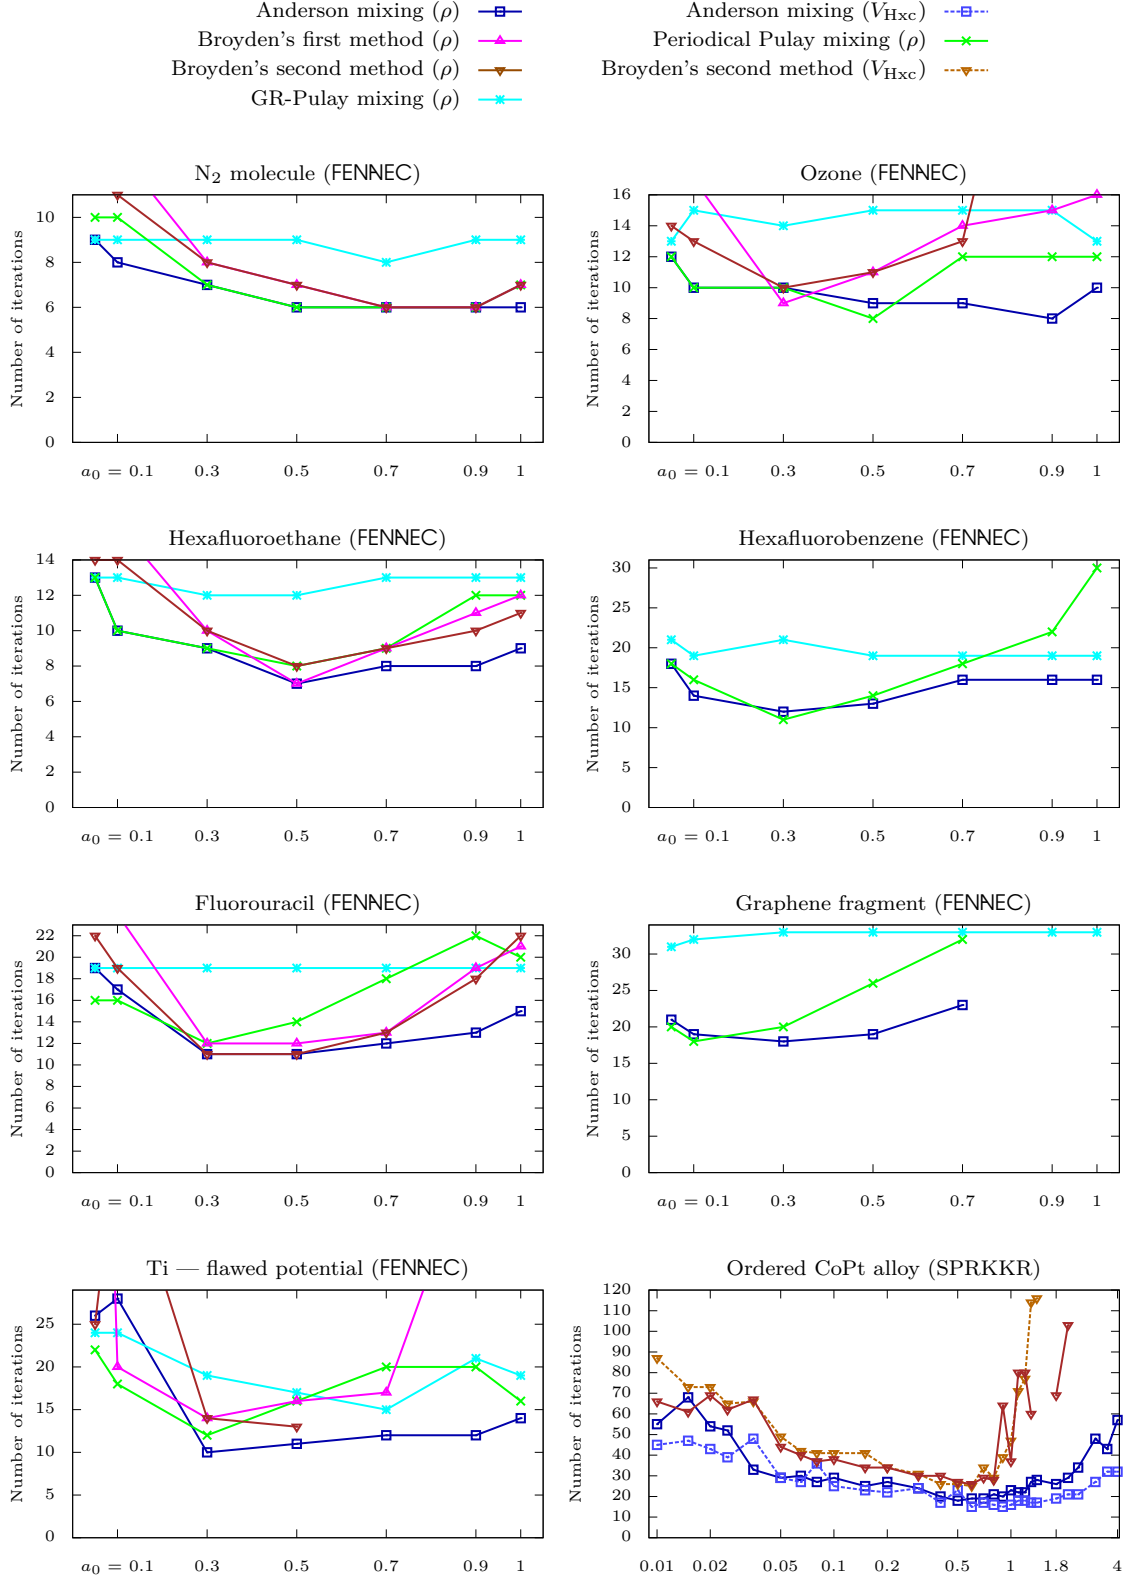 Anderson mixing (ρ)
Broyden's first method (ρ)
Broyden's second method (ρ)
GR-Pulay mixing (ρ)
Anderson mixing (V_Hxc)
Periodical Pulay mixing (ρ)
Broyden's second method (V_Hxc)
N₂ molecule (FENNEC)
Number of iterations
10
8
6
4
2
0
a₀ = 0.1 0.3 0.5 0.7 0.9 1
Ozone (FENNEC)
Number of iterations
16
14
12
10
8
6
4
2
0
a₀ = 0.1 0.3 0.5 0.7 0.9 1
Hexafluoroethane (FENNEC)
Number of iterations
14
12
10
8
6
4
2
0
a₀ = 0.1 0.3 0.5 0.7 0.9 1
Hexafluorobenzene (FENNEC)
Number of iterations
30
25
20
15
10
5
0
a₀ = 0.1 0.3 0.5 0.7 0.9 1
Fluorouracil (FENNEC)
Number of iterations
22
20
18
16
14
12
10
8
6
4
2
0
a₀ = 0.1 0.3 0.5 0.7 0.9 1
Graphene fragment (FENNEC)
Number of iterations
30
25
20
15
10
5
0
a₀ = 0.1 0.3 0.5 0.7 0.9 1
Ti — flawed potential (FENNEC)
Number of iterations
25
20
15
10
5
0
a₀ = 0.1 0.3 0.5 0.7 0.9 1
Ordered CoPt alloy (SPRKKR)
Number of iterations
120
110
100
90
80
70
60
50
40
30
20
10
0
0.01 0.02 0.05 0.1 0.2 0.5 1 1.8 4